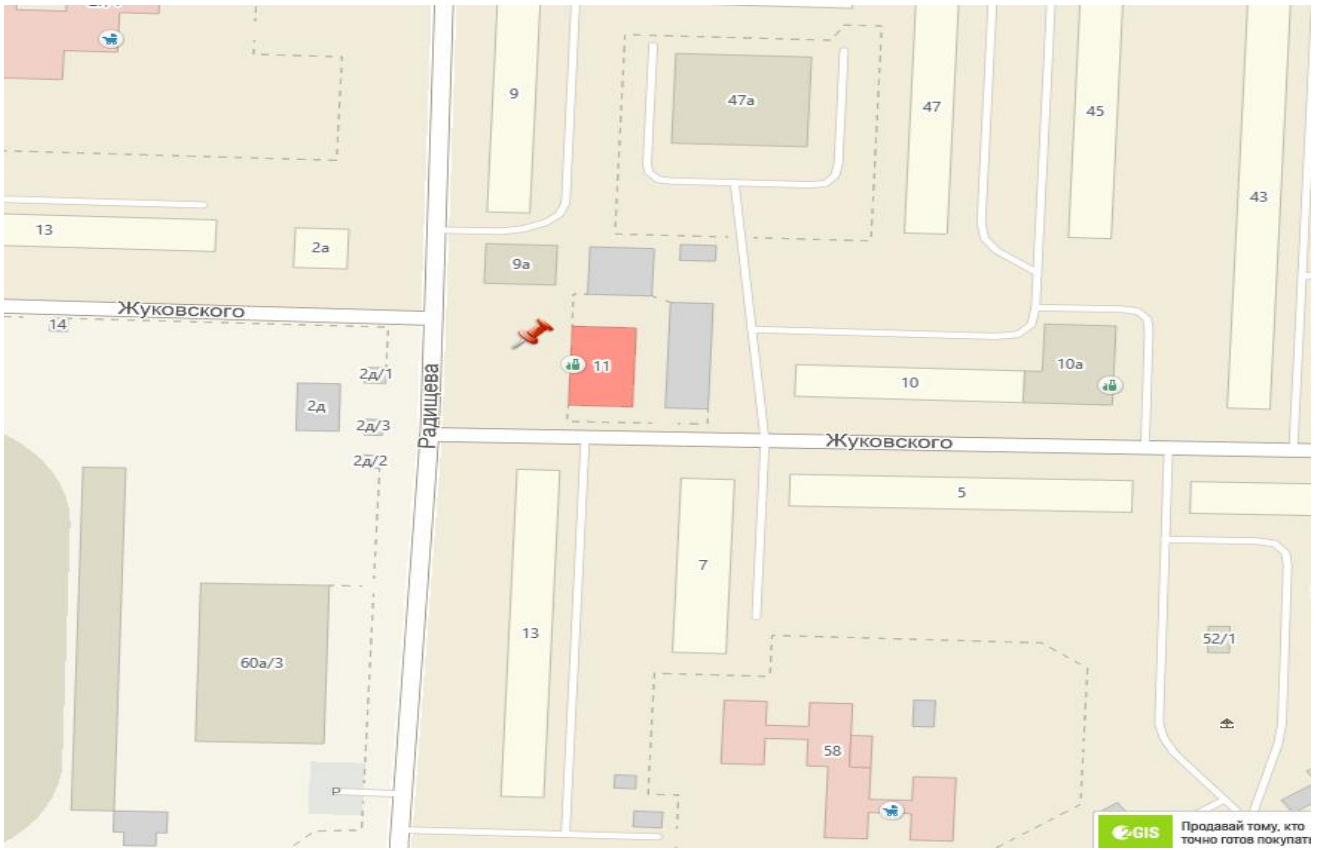 9
47а
47
45
43
13
2а
9а
Жуковского
14
2д/1
11
10а
10
2д
Радищева
2д/3
2д/2
Жуковского
5
7
13
52/1
60а/3
58
P
2GIS
Продавай тому, кто
точно готов покупать